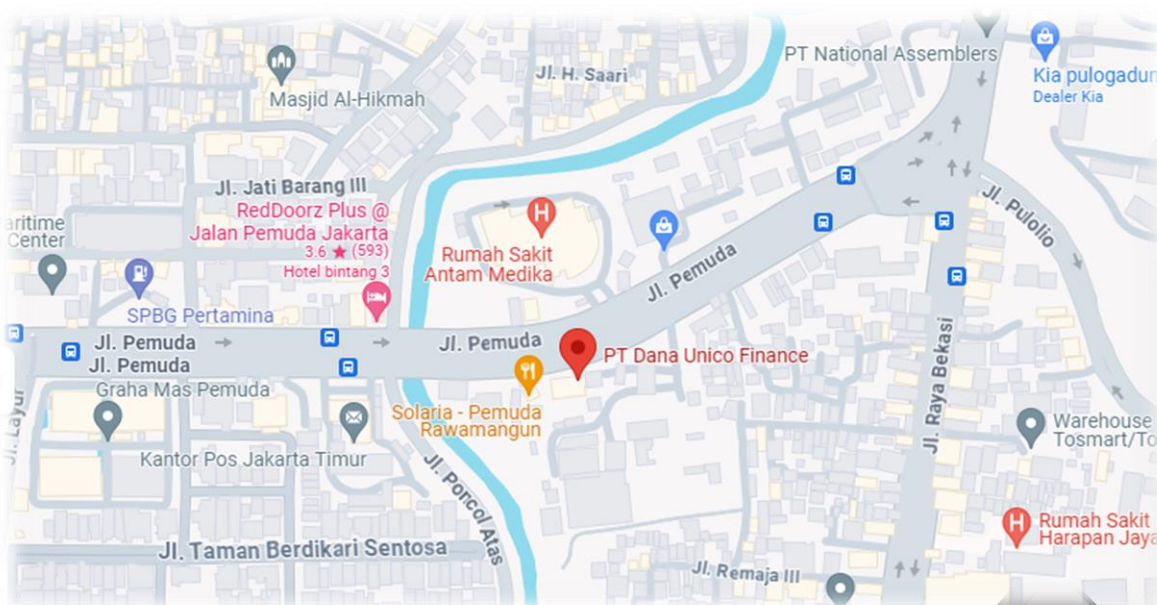 PT National Assemblers
Kia pulogadun
Dealer Kia
Jl. H. Saari
Masjid Al-Hikmah
Jl. Jati Barang III
RedDoorz Plus @
Jalan Pemuda Jakarta
3.6 ★ (593)
Hotel bintang 3
Jl. Pulolio
aritime
Center
Rumah Sakit
Antam Medika
Jl. Pemuda
SPBG Pertamina
Jl. Pemuda
Jl. Pemuda
Jl. Pemuda
PT Dana Unico Finance
Graha Mas Pemuda
Solaria - Pemuda
Rawamangun
Jl. Raya Bekasi
Jl. Layur
Warehouse
Tosmart/To
Kantor Pos Jakarta Timur
Jl. Poncol Atas
Rumah Sakit
Harapan Jaya
Jl. Taman Berdikari Sentosa
Jl. Remaja III